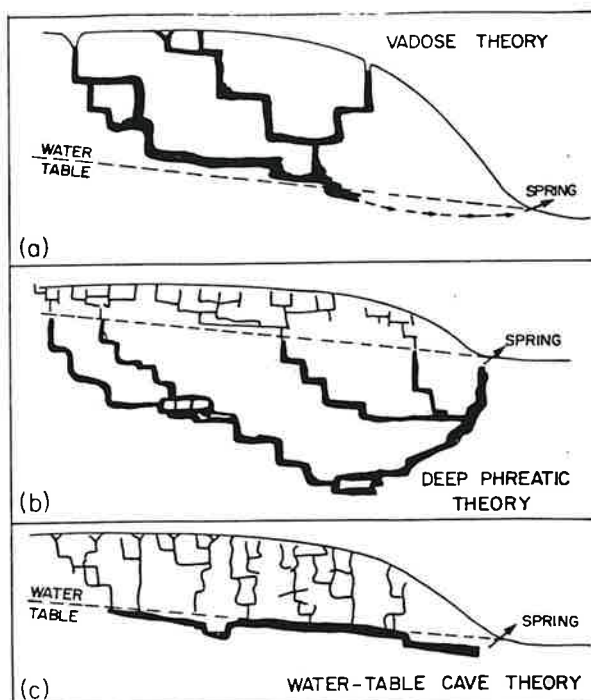 VADOSE THEORY
WATER
TABLE
SPRING
(a)
SPRING
DEEP PHREATIC
THEORY
(b)
WATER
TABLE
SPRING
(c)
WATER-TABLE CAVE THEORY